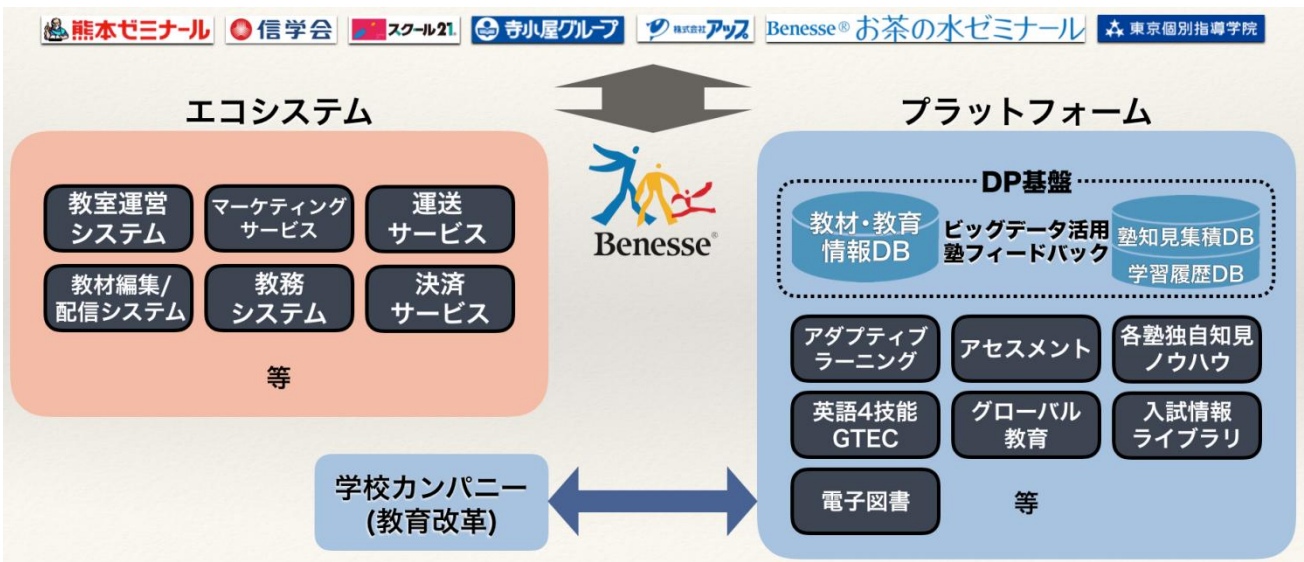 熊本ゼミナール 信学会 スクール21. 寺小屋グループ 株式会社アップ Benesse® お茶の水ゼミナール 東京個別指導学院
エコシステム
教室運営
システム
マーケティング
サービス
運送
サービス
教材編集/
配信システム
教務
システム
決済
サービス
等
Benesse®
プラットフォーム
DP基盤
教材・教育
情報DB
ビッグデータ活用
塾フィードバック
塾知見集積DB
学習履歴DB
アダプティブ
ラーニング
アセスメント
各塾独自知見
ノウハウ
英語4技能
GTEC
グローバル
教育
入試情報
ライブラリ
電子図書
等
学校カンパニー
(教育改革)